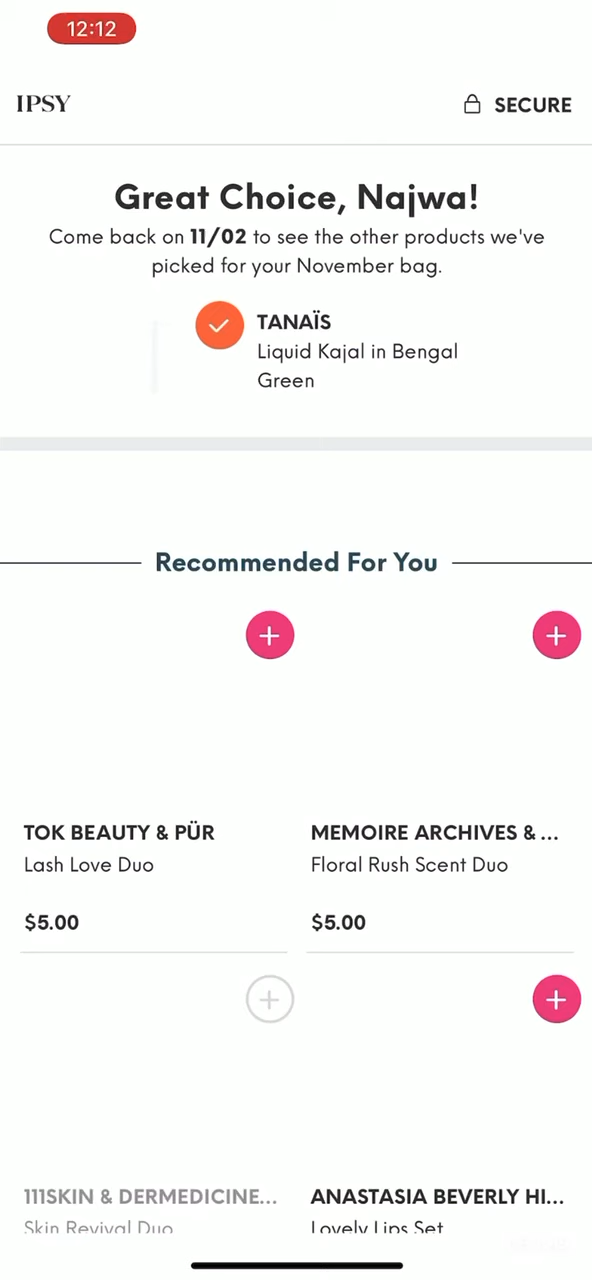 12:12
IPSY
SECURE
Great Choice, Najwa!
Come back on 11/02 to see the other products we've
picked for your November bag.
TANAÏS
Liquid Kajal in Bengal
Green
Recommended For You
TOK BEAUTY & PÜR
Lash Love Duo
$5.00
MEMOIRE ARCHIVES & ...
Floral Rush Scent Duo
$5.00
111SKIN & DERMEDICINE...
Skin Revival Duo
ANASTASIA BEVERLY HI...
Lovely Lips Set